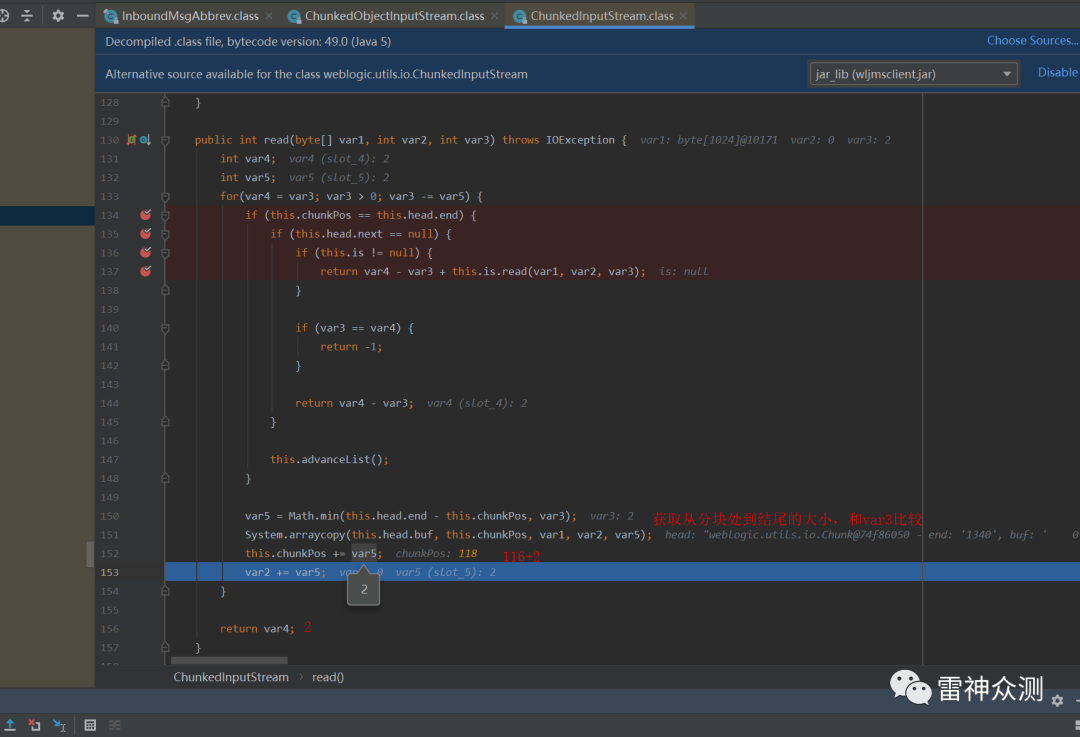 InboundMsgAbbrev.class × ChunkedObjectInputStream.class × ChunkedInputStream.class ×
Decompiled .class file, bytecode version: 49.0 (Java 5) Choose Sources...
Alternative source available for the class weblogic.utils.io.ChunkedInputStream jar_lib (wljmsclient.jar) Disable
128 }
129
130 public int read(byte[] var1, int var2, int var3) throws IOException { var1: byte[1024]@10171 var2: 0 var3: 2
131 int var4; var4 (slot_4): 2
132 int var5; var5 (slot_5): 2
133 for(var4 = var3; var3 > 0; var3 -= var5) {
134 if (this.chunkPos == this.head.end) {
135 if (this.head.next == null) {
136 if (this.is != null) {
137 return var4 - var3 + this.is.read(var1, var2, var3); is: null
138 }
139
140 if (var3 == var4) {
141 return -1;
142 }
143
144 return var4 - var3; var4 (slot_4): 2
145 }
146
147 this.advanceList();
148 }
149
150 var5 = Math.min(this.head.end - this.chunkPos, var3); var3: 2 获取从分块处到结尾的大小，和var3比较
151 System.arraycopy(this.head.buf, this.chunkPos, var1, var2, var5); head: "weblogic.utils.io.Chunk@74f86050 - end: '1340', buf: '
152 this.chunkPos += var5; chunkPos: 118 116+2
153 var2 += var5; 0 var5 (slot_5): 2
2
154 }
155
156 return var4; 2
157 }
ChunkedInputStream › read()
雷神众测